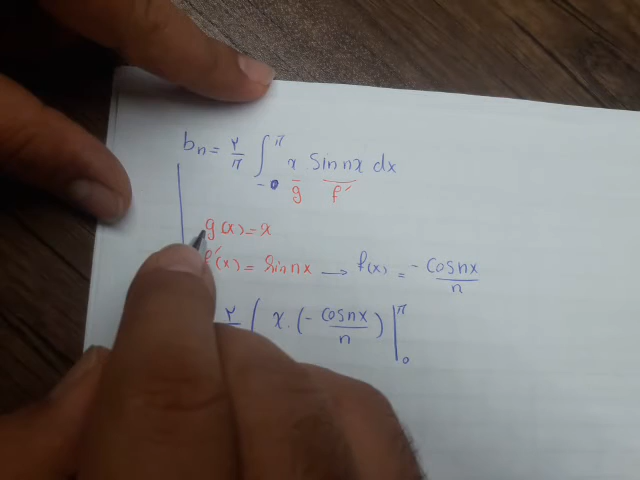 bn = ۲/π ∫₀^π x sin nx dx
g f′
g(x) = x
f′(x) = sin nx → f(x) = - cos nx / n
۲ ( x · (- cos nx / n) |₀^π